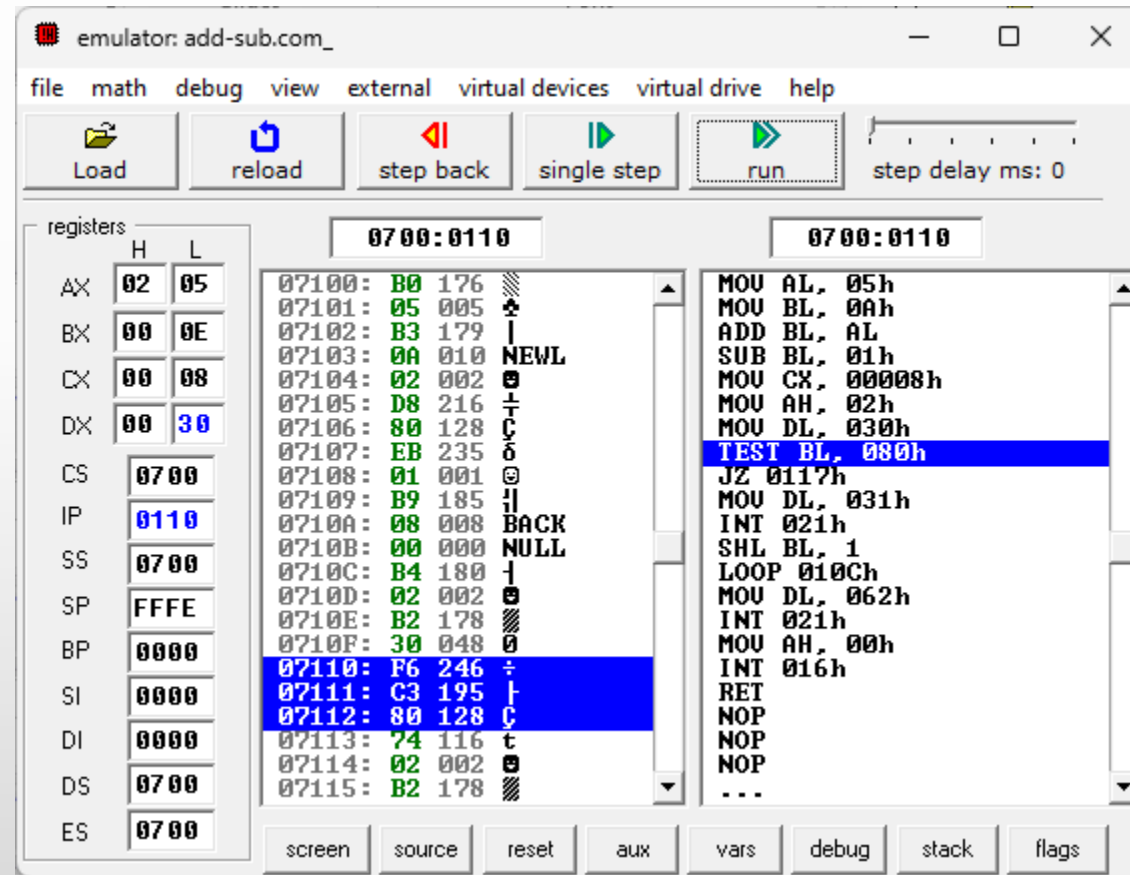 emulator: add-sub.com_
file math debug view external virtual devices virtual drive help
Load reload step back single step run step delay ms: 0
registers
H L
0700:0110 0700:0110
AX 02 05
BX 00 0E
CX 00 08
DX 00 30
CS 0700
IP 0110
SS 0700
SP FFFE
BP 0000
SI 0000
DI 0000
DS 0700
ES 0700
07100: B0 176 ▒
07101: 05 005 ♣
07102: B3 179 │
07103: 0A 010 NEWL
07104: 02 002 ☻
07105: D8 216 ╪
07106: 80 128 Ç
07107: EB 235 δ
07108: 01 001 ☺
07109: B9 185 ╣
0710A: 08 008 BACK
0710B: 00 000 NULL
0710C: B4 180 ┤
0710D: 02 002 ☻
0710E: B2 178 ▓
0710F: 30 048 0
07110: F6 246 ÷
07111: C3 195 ├
07112: 80 128 Ç
07113: 74 116 t
07114: 02 002 ☻
07115: B2 178 ▓
MOV AL, 05h
MOV BL, 0Ah
ADD BL, AL
SUB BL, 01h
MOV CX, 00008h
MOV AH, 02h
MOV DL, 030h
TEST BL, 080h
JZ 0117h
MOV DL, 031h
INT 021h
SHL BL, 1
LOOP 010Ch
MOV DL, 062h
INT 021h
MOV AH, 00h
INT 016h
RET
NOP
NOP
NOP
...
screen source reset aux vars debug stack flags